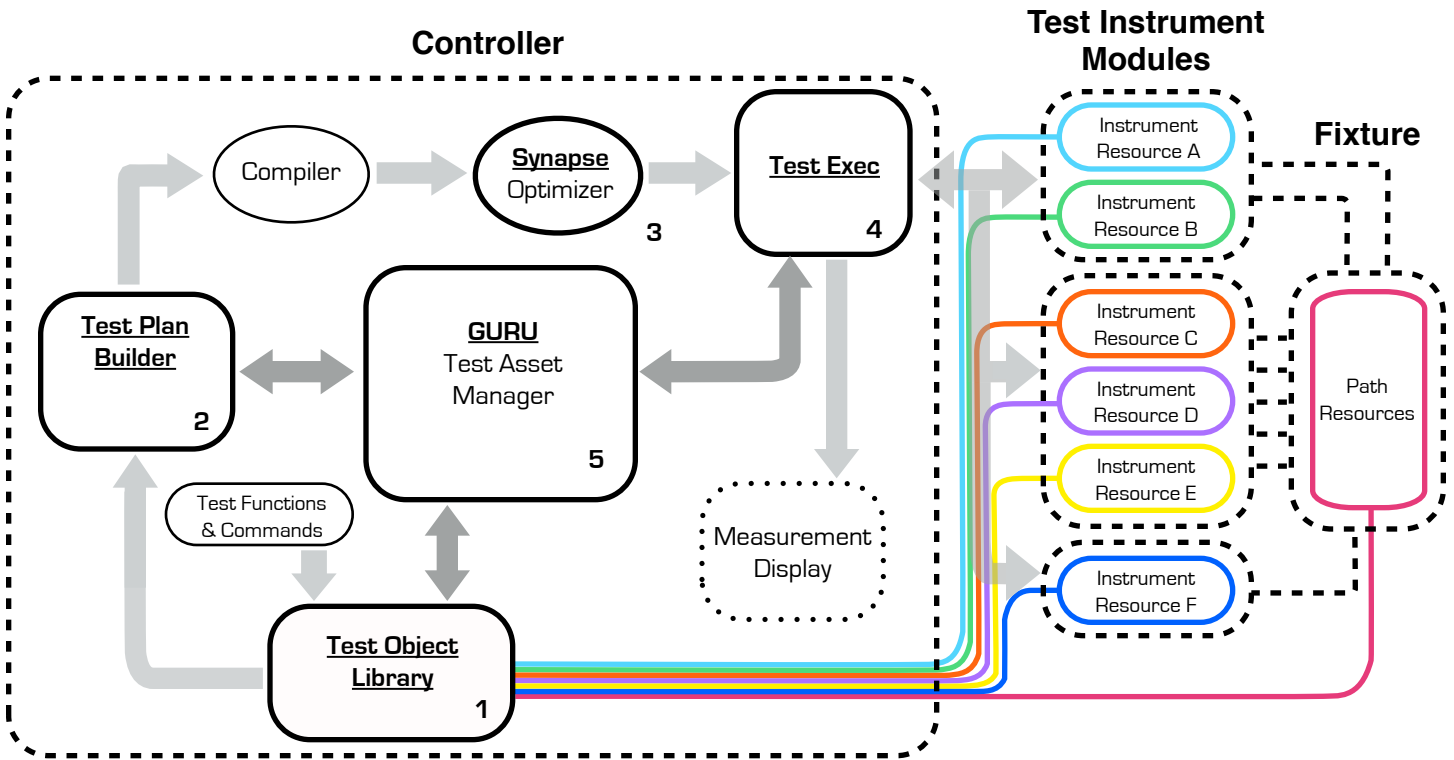 Controller
Test Instrument
Modules
Fixture
Compiler
Synapse
Optimizer
3
Test Exec
4
Instrument
Resource A
Instrument
Resource B
Test Plan
Builder
2
GURU
Test Asset
Manager
5
Instrument
Resource C
Instrument
Resource D
Instrument
Resource E
Path
Resources
Test Functions
& Commands
Measurement
Display
Instrument
Resource F
Test Object
Library
1